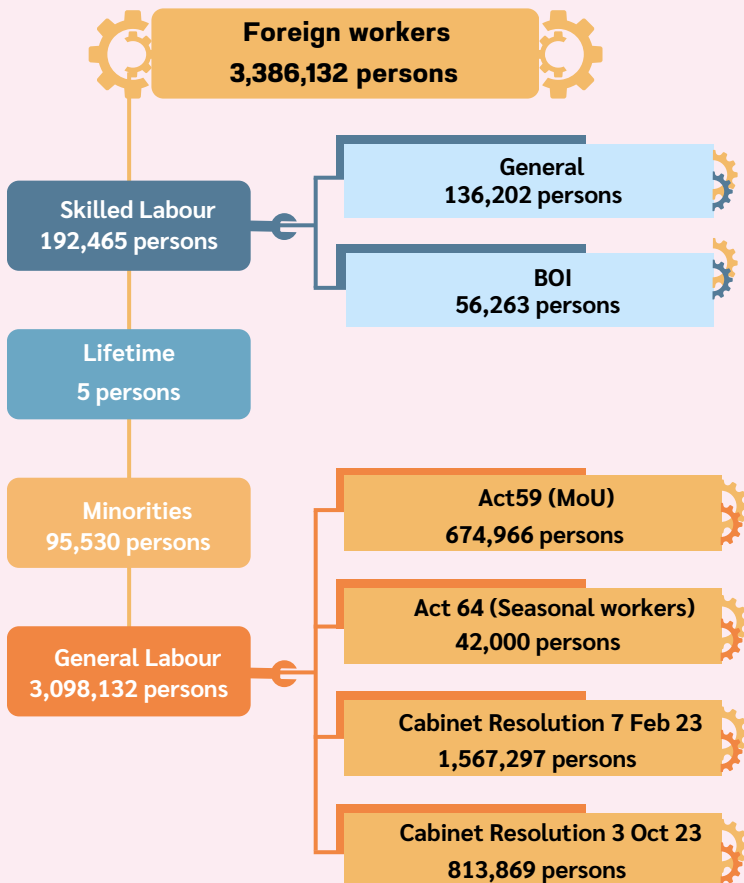 Foreign workers
3,386,132 persons
Skilled Labour
192,465 persons
General
136,202 persons
BOI
56,263 persons
Lifetime
5 persons
Minorities
95,530 persons
General Labour
3,098,132 persons
Act59 (MoU)
674,966 persons
Act 64 (Seasonal workers)
42,000 persons
Cabinet Resolution 7 Feb 23
1,567,297 persons
Cabinet Resolution 3 Oct 23
813,869 persons